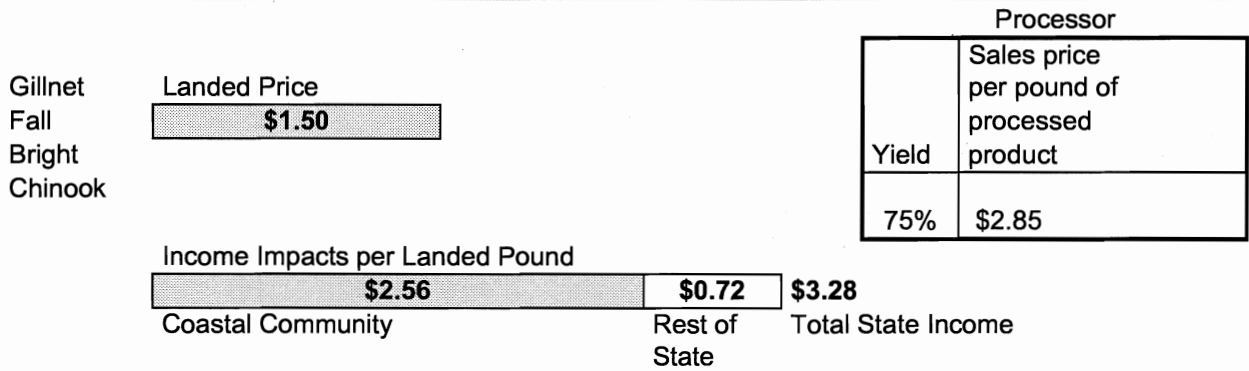 Processor
Gillnet
Fall
Bright
Chinook
Landed Price
$1.50
Yield
Sales price
per pound of
processed
product
75%
$2.85
Income Impacts per Landed Pound
$2.56
$0.72
$3.28
Coastal Community
Rest of
State
Total State Income